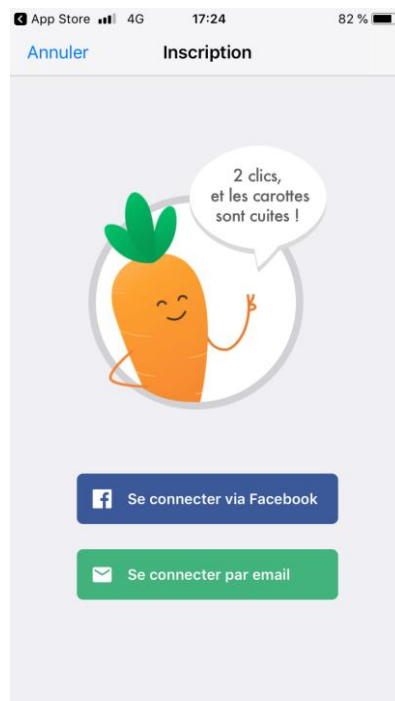 App Store 4G 17:24 82 %
Annuler Inscription
2 clics,
et les carottes
sont cuites !
Se connecter via Facebook
Se connecter par email